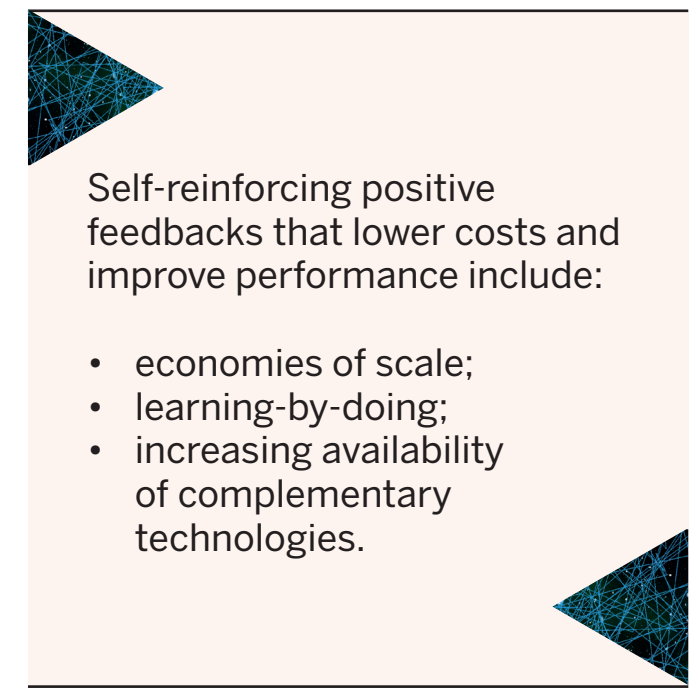 Self-reinforcing positive
feedbacks that lower costs and
improve performance include:
• economies of scale;
• learning-by-doing;
• increasing availability
of complementary
technologies.